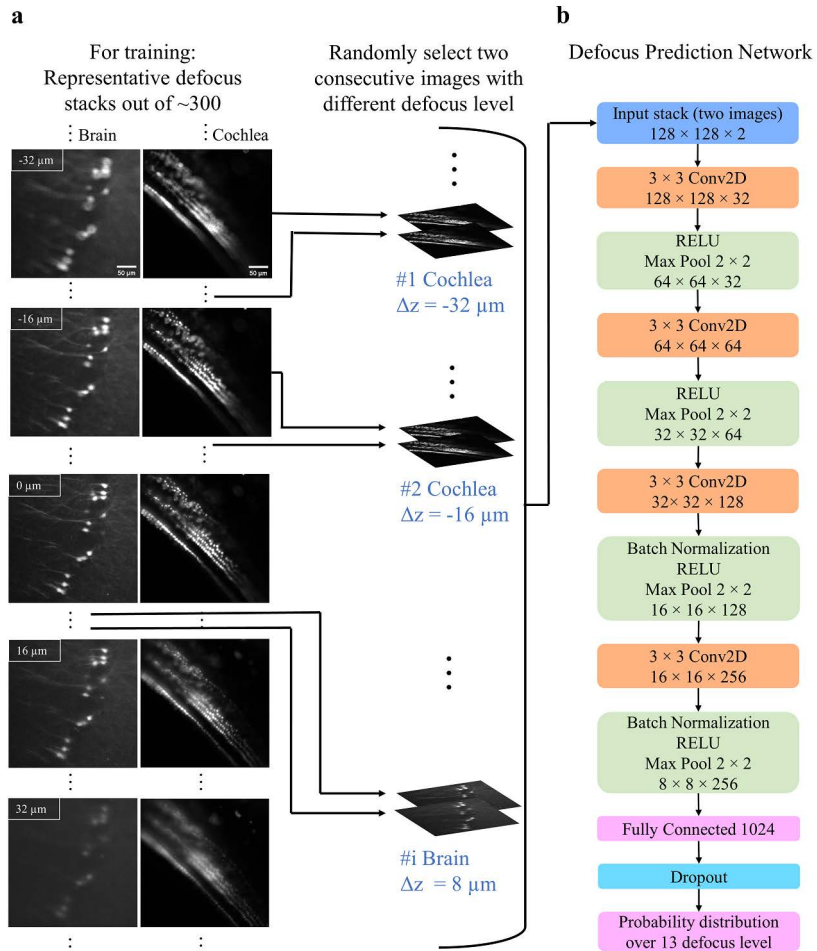 a
For training:
Representative defocus
stacks out of ~300
Brain
Cochlea
-32 µm
50 µm
50 µm
-16 µm
0 µm
16 µm
32 µm
Randomly select two
consecutive images with
different defocus level
#1 Cochlea
Δz = -32 µm
#2 Cochlea
Δz = -16 µm
#i Brain
Δz = 8 µm
b
Defocus Prediction Network
Input stack (two images)
128 × 128 × 2
3 × 3 Conv2D
128 × 128 × 32
RELU
Max Pool 2 × 2
64 × 64 × 32
3 × 3 Conv2D
64 × 64 × 64
RELU
Max Pool 2 × 2
32 × 32 × 64
3 × 3 Conv2D
32× 32 × 128
Batch Normalization
RELU
Max Pool 2 × 2
16 × 16 × 128
3 × 3 Conv2D
16 × 16 × 256
Batch Normalization
RELU
Max Pool 2 × 2
8 × 8 × 256
Fully Connected 1024
Dropout
Probability distribution
over 13 defocus level